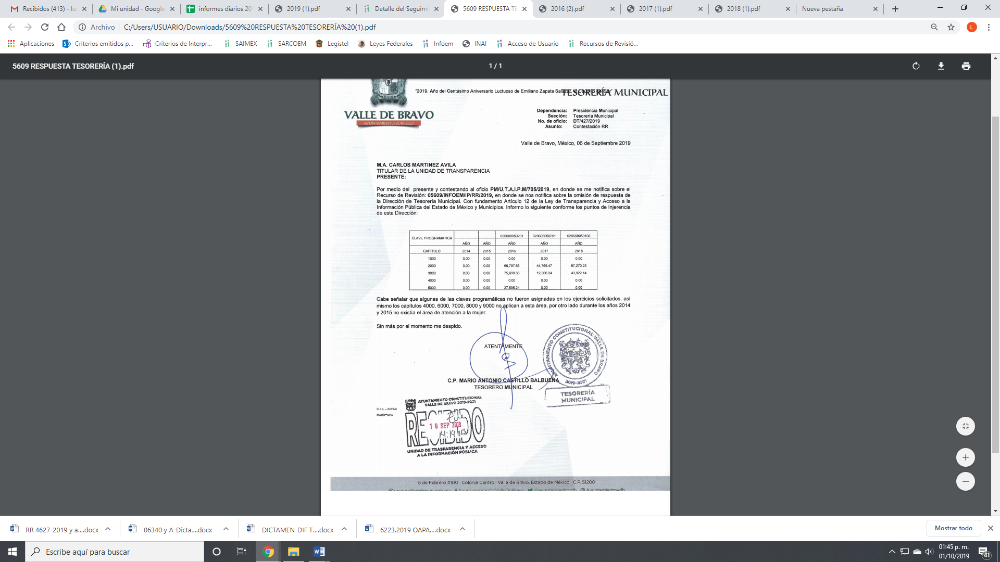 Recibidos (413) - lui
Mi unidad - Google
informes diarios 201
2019 (1).pdf
Detalle del Seguimi
5609 RESPUESTA TE
2016 (2).pdf
2017 (1).pdf
2018 (1).pdf
Nueva pestaña
Archivo
C:/Users/USUARIO/Downloads/5609%20RESPUESTA%20TESORERÍA%20(1).pdf
L
Aplicaciones
Criterios emitidos p...
Criterios de Interpr...
SAIMEX
SARCOEM
Legistel
Leyes Federales
Infoem
INAI
Acceso de Usuario
Recursos de Revisió...
5609 RESPUESTA TESORERÍA (1).pdf
1 / 1
"2019. Año del Centésimo Aniversario Luctuoso de Emiliano Zapata Salazar, el Caudillo del Sur"
TESORERÍA MUNICIPAL
VALLE DE BRAVO
AYUNTAMIENTO 2019-2021
Dependencia: Presidencia Municipal
Sección: Tesorería Municipal
No. de oficio: DT/427/2019
Asunto: Contestación RR
Valle de Bravo, México, 06 de Septiembre 2019
M.A. CARLOS MARTINEZ AVILA
TITULAR DE LA UNIDAD DE TRANSPARENCIA
PRESENTE:
Por medio del presente y contestando al oficio PM/U.T.A.I.P.M/705/2019, en donde se me notifica sobre el
Recurso de Revisión: 05609/INFOEM/IP/RR/2019, en donde se nos notifica sobre la omisión de respuesta de
la Dirección de Tesorería Municipal. Con fundamento Artículo 12 de la Ley de Transparencia y Acceso a la
Información Pública del Estado de México y Municipios. Informo lo siguiente conforme los puntos de Injerencia
de esta Dirección:
CLAVE PROGRAMATICA 020608050201 020608050201 020608050103
AÑO AÑO AÑO AÑO AÑO
CAPITULO 2014 2015 2016 2017 2018
1000 0.00 0.00 0.00 0.00 0.00
2000 0.00 0.00 66,797.65 44,769.47 87,270.25
3000 0.00 0.00 75,930.38 12,566.24 43,922.14
4000 0.00 0.00 0.00 0.00 0.00
5000 0.00 0.00 27,595.24 0.00 0.00
Cabe señalar que algunas de las claves programáticas no fueron asignadas en los ejercicios solicitados, así
mismo los capítulos 4000, 6000, 7000, 8000 y 9000 no aplican a esta área, por otro lado durante los años 2014
y 2015 no existía el área de atención a la mujer.
Sin más por el momento me despido.
ATENTAMENTE
C.P. MARIO ANTONIO CASTILLO BALBUENA
TESORERO MUNICIPAL
AYUNTAMIENTO CONSTITUCIONAL VALLE DE BRAVO
2019-2021
TESORERÍA
MUNICIPAL
C.c.p. – Archivo
MACB**amo
AYUNTAMIENTO CONSTITUCIONAL
VALLE DE BRAVO 2019-2021
RECIBIDO
10 SEP 2019
14:19 hrs
UNIDAD DE TRASPARENCIA Y ACCESO
A LA INFORMACIÓN PÚBLICA
5 de Febrero #100 · Colonia Centro · Valle de Bravo, Estado de México · C.P. 51200
www.valledebravo.gob.mx AyuntamientoDeValleDeBravo @ayuntamientovdb Ayuntamientovdb
RR 4627-2019 y a....docx
06340 y A-Dicta....docx
DICTAMEN-DIF T....docx
6223.2019 OAPA....docx
Mostrar todo
Escribe aquí para buscar
01:45 p. m.
01/10/2019
41